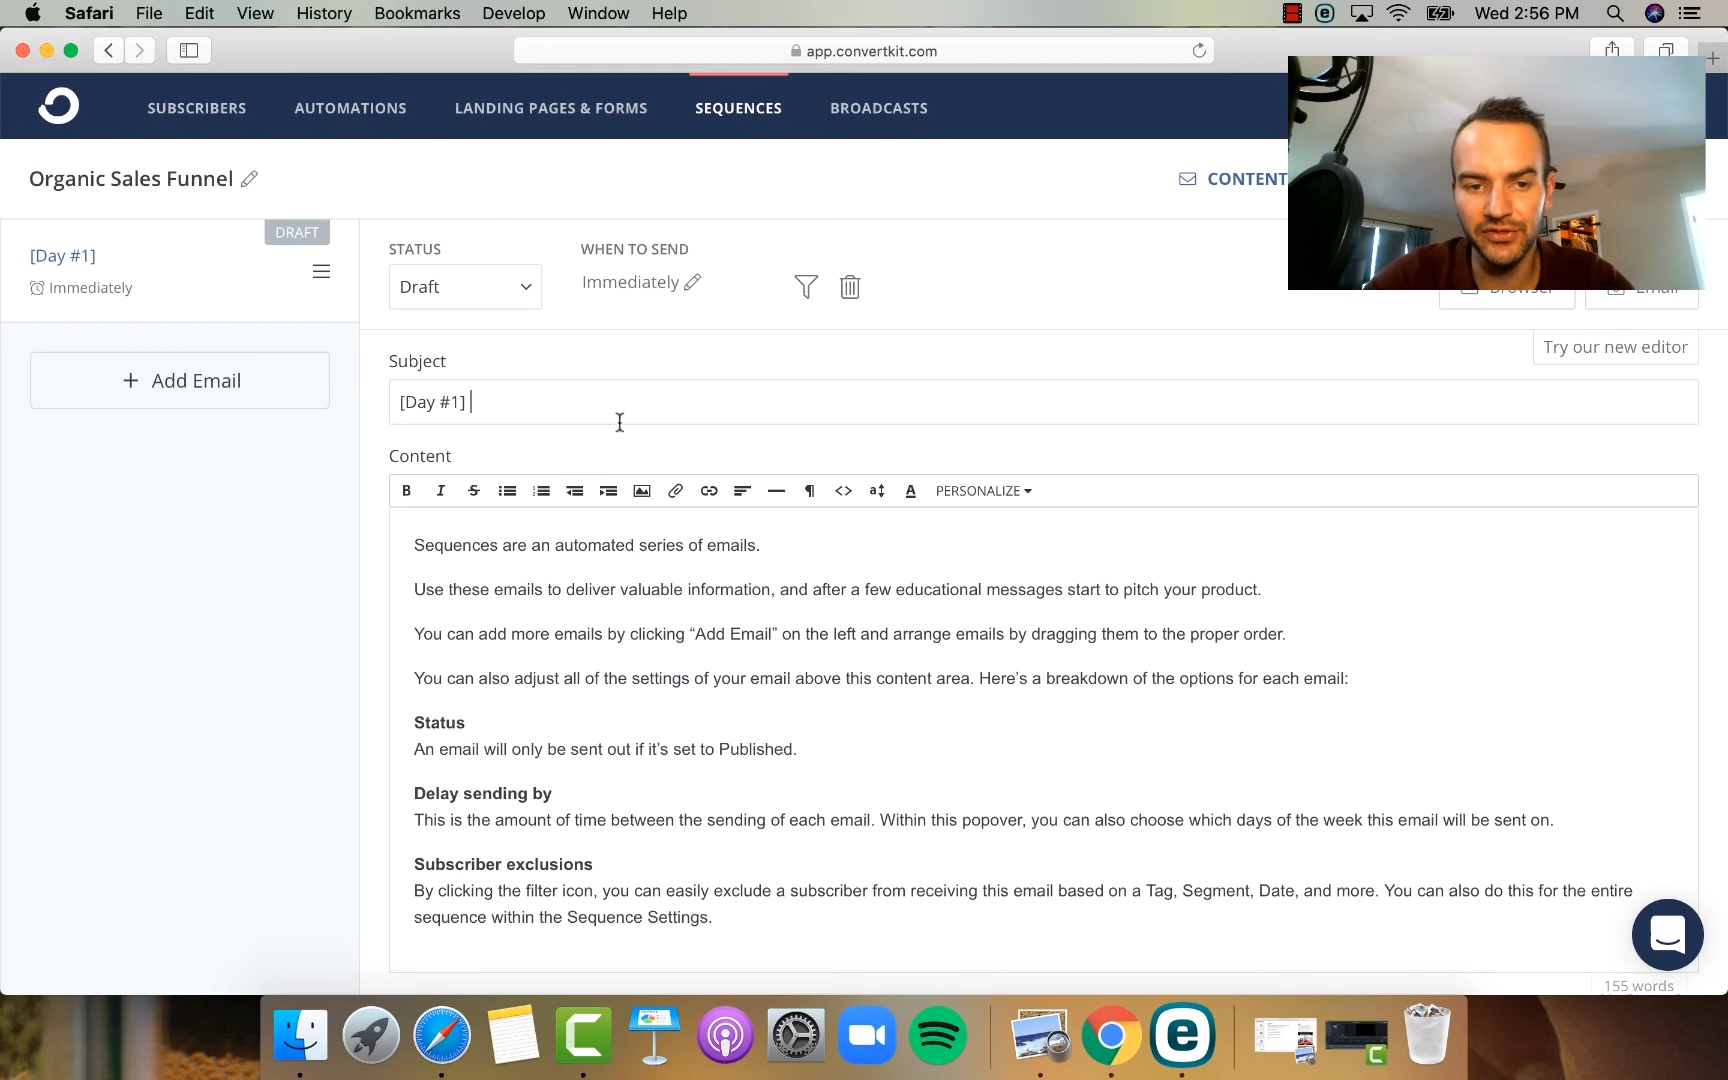 Safari File Edit View History Bookmarks Develop Window Help Wed 2:56 PM
app.convertkit.com
SUBSCRIBERS AUTOMATIONS LANDING PAGES & FORMS SEQUENCES BROADCASTS
Organic Sales Funnel CONTENT
DRAFT
[Day #1]
Immediately
+ Add Email
STATUS WHEN TO SEND
Draft Immediately
Browser Email
Try our new editor
Subject
[Day #1]
Content
B I S PERSONALIZE
Sequences are an automated series of emails.
Use these emails to deliver valuable information, and after a few educational messages start to pitch your product.
You can add more emails by clicking “Add Email” on the left and arrange emails by dragging them to the proper order.
You can also adjust all of the settings of your email above this content area. Here’s a breakdown of the options for each email:
Status
An email will only be sent out if it’s set to Published.
Delay sending by
This is the amount of time between the sending of each email. Within this popover, you can also choose which days of the week this email will be sent on.
Subscriber exclusions
By clicking the filter icon, you can easily exclude a subscriber from receiving this email based on a Tag, Segment, Date, and more. You can also do this for the entire
sequence within the Sequence Settings.
155 words